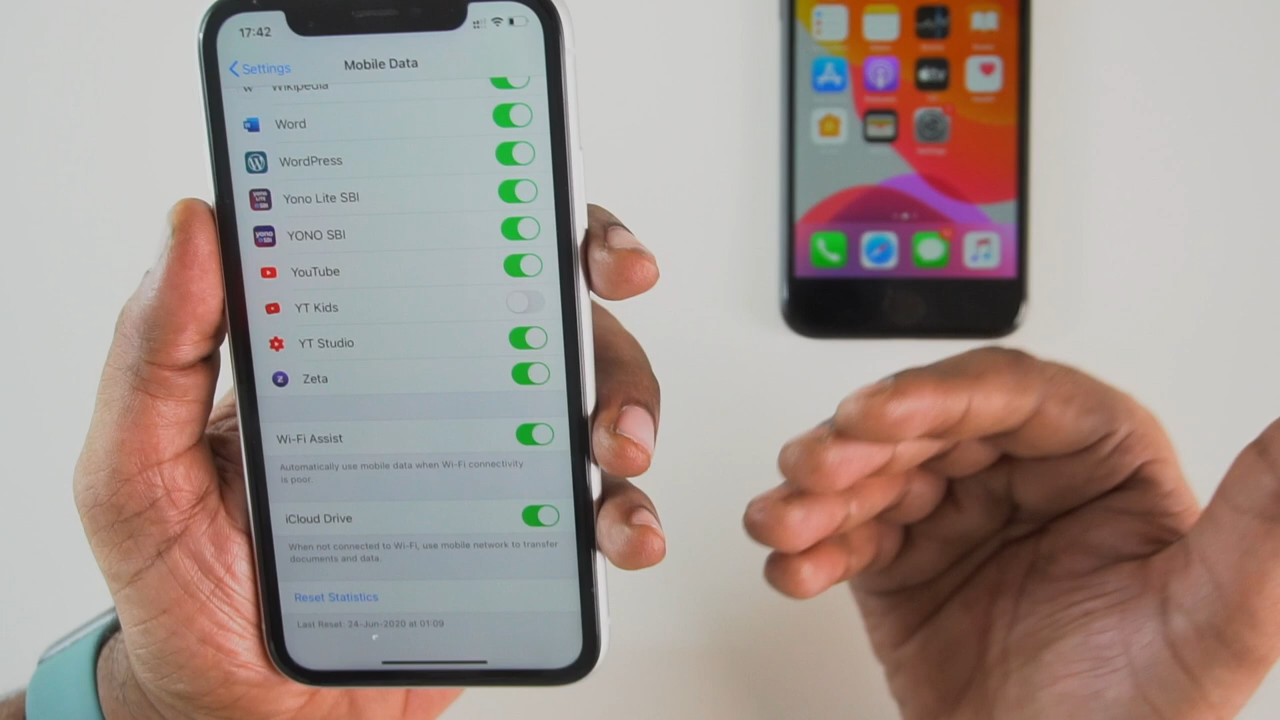 17:42
Settings
Mobile Data
Wikipedia
Word
WordPress
Yono Lite SBI
YONO SBI
YouTube
YT Kids
YT Studio
Zeta
Wi-Fi Assist
Automatically use mobile data when Wi-Fi connectivity
is poor.
iCloud Drive
When not connected to Wi-Fi, use mobile network to transfer
documents and data.
Reset Statistics
Last Reset: 24-Jun-2020 at 01:09